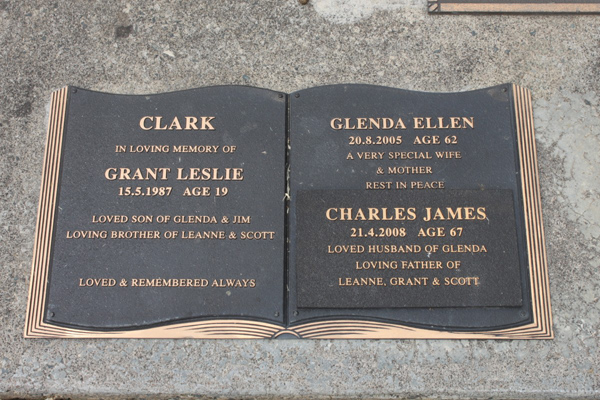 CLARK
IN LOVING MEMORY OF
GRANT LESLIE
15.5.1987 AGE 19
LOVED SON OF GLENDA & JIM
LOVING BROTHER OF LEANNE & SCOTT
LOVED & REMEMBERED ALWAYS
GLENDA ELLEN
20.8.2005 AGE 62
A VERY SPECIAL WIFE
& MOTHER
REST IN PEACE
CHARLES JAMES
21.4.2008 AGE 67
LOVED HUSBAND OF GLENDA
LOVING FATHER OF
LEANNE, GRANT & SCOTT